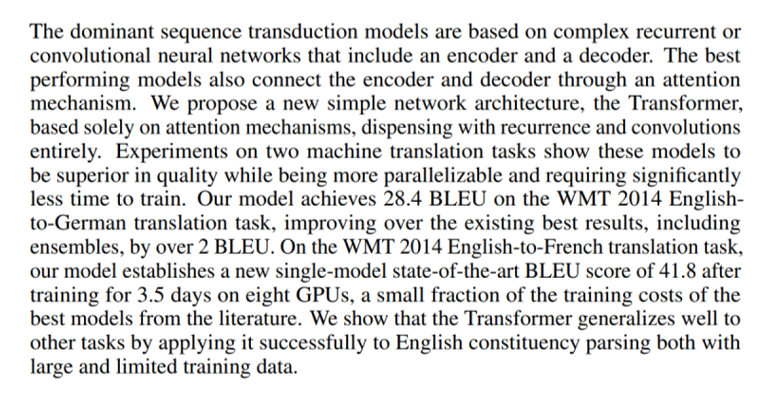 The dominant sequence transduction models are based on complex recurrent or
convolutional neural networks that include an encoder and a decoder. The best
performing models also connect the encoder and decoder through an attention
mechanism. We propose a new simple network architecture, the Transformer,
based solely on attention mechanisms, dispensing with recurrence and convolutions
entirely. Experiments on two machine translation tasks show these models to
be superior in quality while being more parallelizable and requiring significantly
less time to train. Our model achieves 28.4 BLEU on the WMT 2014 English-
to-German translation task, improving over the existing best results, including
ensembles, by over 2 BLEU. On the WMT 2014 English-to-French translation task,
our model establishes a new single-model state-of-the-art BLEU score of 41.8 after
training for 3.5 days on eight GPUs, a small fraction of the training costs of the
best models from the literature. We show that the Transformer generalizes well to
other tasks by applying it successfully to English constituency parsing both with
large and limited training data.